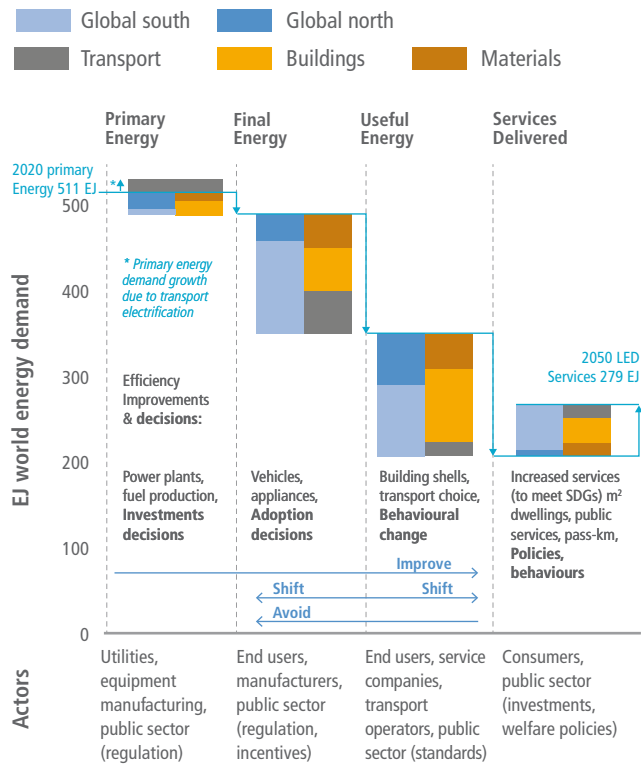 Global south
Global north
Transport
Buildings
Materials
Primary
Energy
Final
Energy
Useful
Energy
Services
Delivered
2020 primary
Energy 511 EJ
*
EJ world energy demand
500
400
300
200
100
0
* Primary energy
demand growth
due to transport
electrification
2050 LED
Services 279 EJ
Efficiency
Improvements
& decisions:
Power plants,
fuel production,
Investments
decisions
Vehicles,
appliances,
Adoption
decisions
Building shells,
transport choice,
Behavioural
change
Increased services
(to meet SDGs) m²
dwellings, public
services, pass-km,
Policies,
behaviours
Improve
Shift
Shift
Avoid
Actors
Utilities,
equipment
manufacturing,
public sector
(regulation)
End users,
manufacturers,
public sector
(regulation,
incentives)
End users, service
companies,
transport
operators, public
sector (standards)
Consumers,
public sector
(investments,
welfare policies)